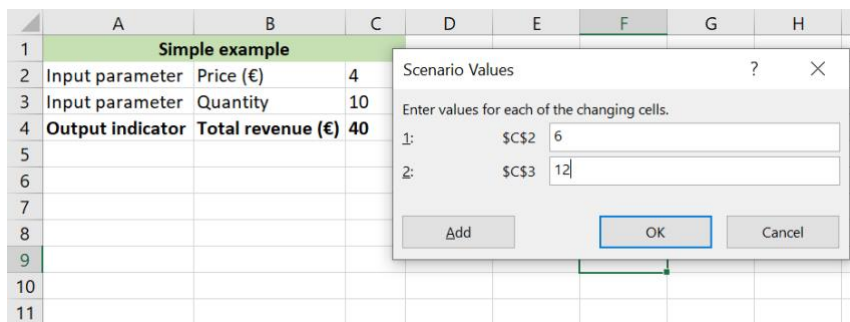 A B C D E F G H
1 Simple example
2 Input parameter Price (€) 4
3 Input parameter Quantity 10
4 Output indicator Total revenue (€) 40
5
6
7
8
9
10
11
Scenario Values ? ×
Enter values for each of the changing cells.
1: $C$2 6
2: $C$3 12
Add OK Cancel